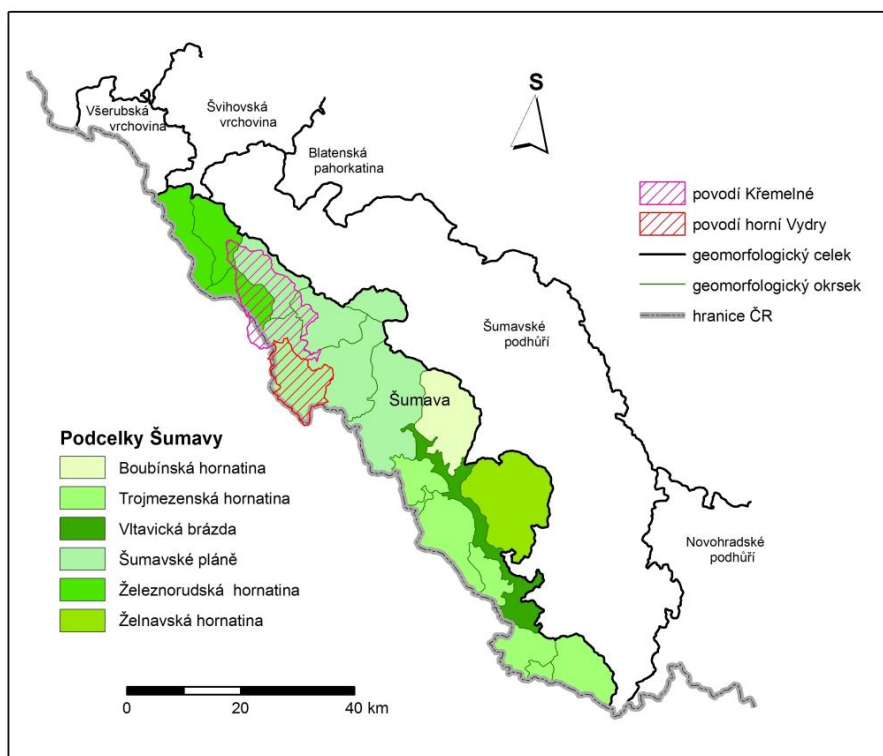 Všerubská
vrchovina
Švihovská
vrchovina
Blatenská
pahorkatina
S
povodí Křemelné
povodí horní Vydry
geomorfologický celek
geomorfologický okrsek
hranice ČR
Šumavské
podhůří
Šumava
Novohradské
podhůří
Podcelky Šumavy
Boubínská hornatina
Trojmezenská hornatina
Vltavická brázda
Šumavské pláně
Železnorudská hornatina
Želnavská hornatina
0 20 40 km